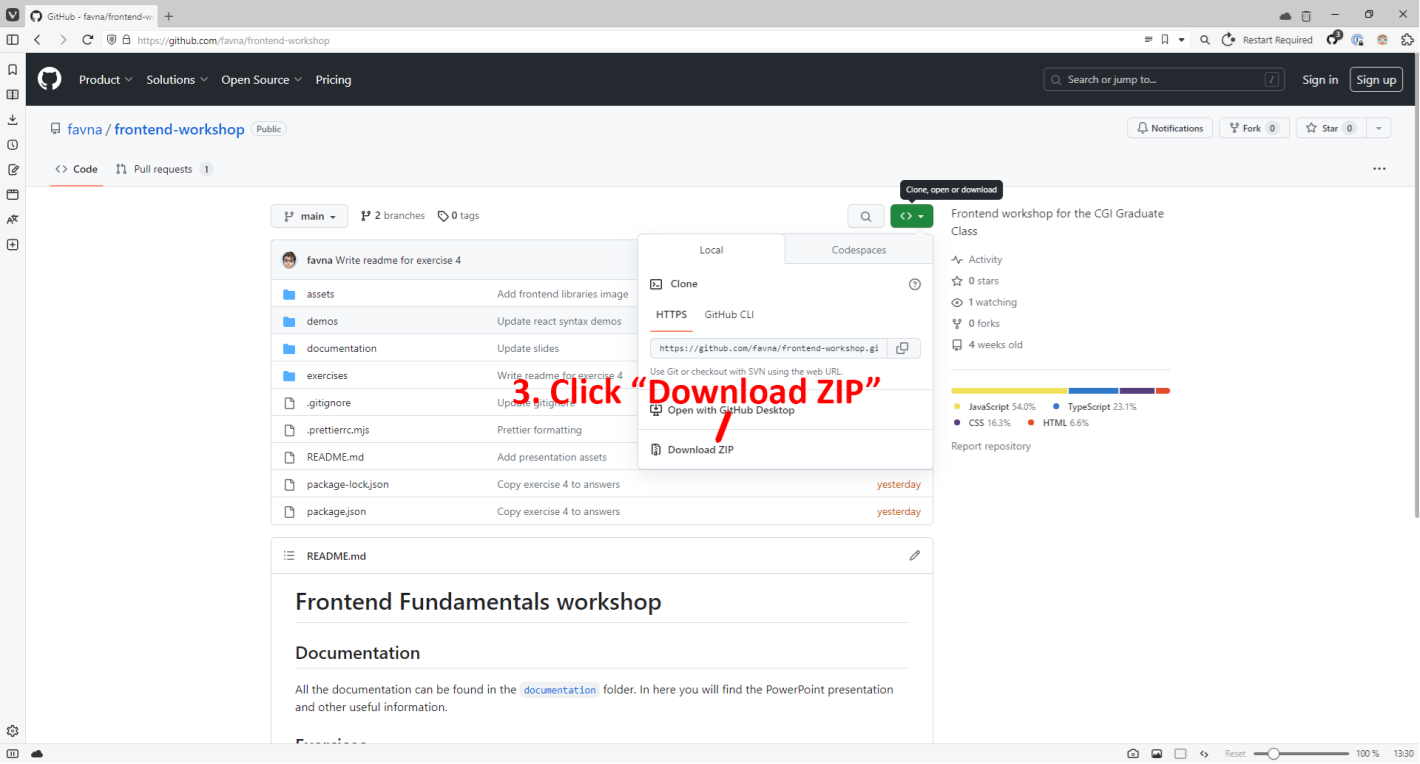 GitHub - favna/frontend-w
https://github.com/favna/frontend-workshop
Restart Required
3
Product
Solutions
Open Source
Pricing
Search or jump to...
/
Sign in
Sign up
favna / frontend-workshop
Public
Notifications
Fork 0
Star 0
Code
Pull requests 1
Clone, open or download
main
2 branches
0 tags
favna Write readme for exercise 4
assets
Add frontend libraries image
demos
Update react syntax demos
documentation
Update slides
exercises
Write readme for exercise 4
.gitignore
Update gitignore
.prettierrc.mjs
Prettier formatting
README.md
Add presentation assets
package-lock.json
Copy exercise 4 to answers
yesterday
package.json
Copy exercise 4 to answers
yesterday
Local
Codespaces
Clone
HTTPS
GitHub CLI
https://github.com/favna/frontend-workshop.gi
Use Git or checkout with SVN using the web URL.
3. Click “Download ZIP”
Open with GitHub Desktop
Download ZIP
Frontend workshop for the CGI Graduate
Class
Activity
0 stars
1 watching
0 forks
4 weeks old
JavaScript 54.0%
TypeScript 23.1%
CSS 16.3%
HTML 6.6%
Report repository
README.md
Frontend Fundamentals workshop
Documentation
All the documentation can be found in the documentation folder. In here you will find the PowerPoint presentation
and other useful information.
Reset
100 %
13:30